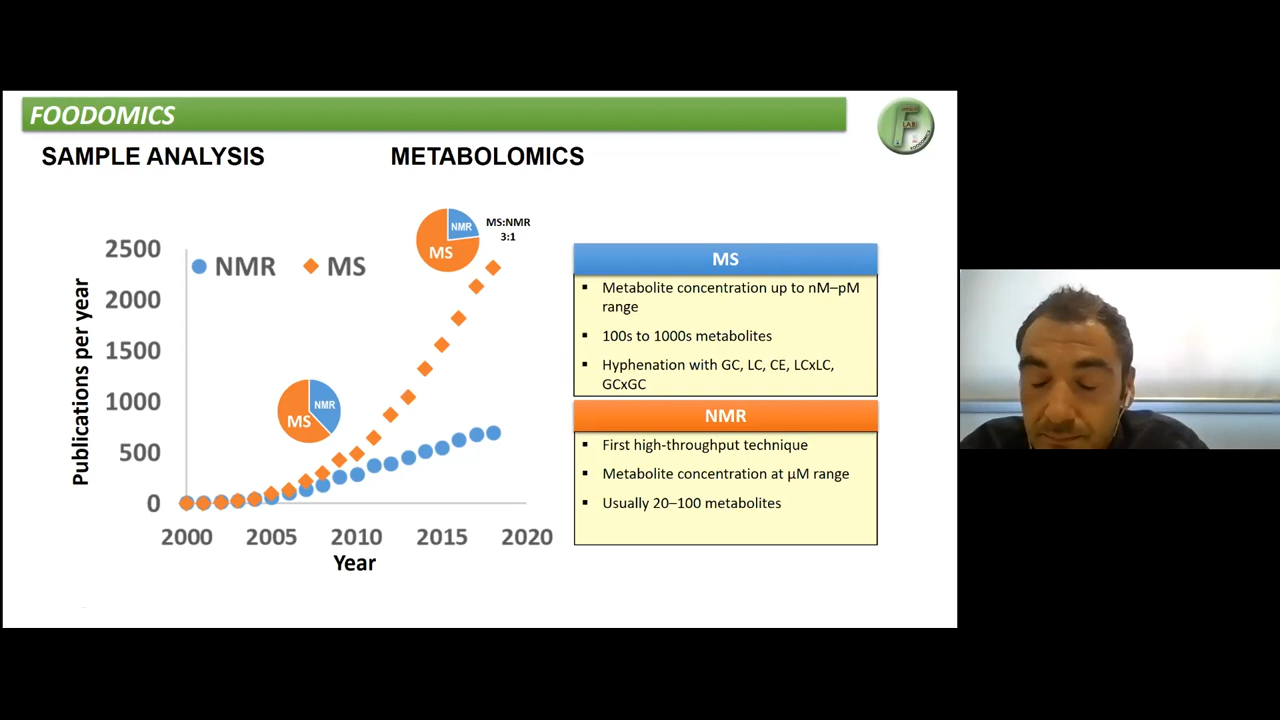 FOODOMICS
SAMPLE ANALYSIS
METABOLOMICS
LAB
FOODOMICS
Publications per year
2500
2000
1500
1000
500
0
NMR
MS
NMR
MS
MS:NMR
3:1
NMR
MS
2000
2005
2010
2015
2020
Year
MS
▪ Metabolite concentration up to nM–pM
range
▪ 100s to 1000s metabolites
▪ Hyphenation with GC, LC, CE, LCxLC,
GCxGC
NMR
▪ First high-throughput technique
▪ Metabolite concentration at µM range
▪ Usually 20–100 metabolites